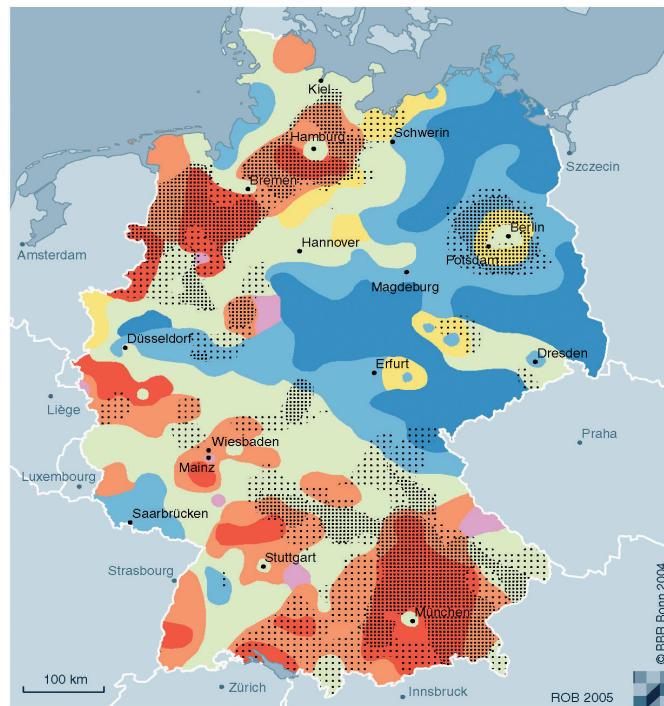 Kiel
Hamburg
Schwerin
Szczecin
Bremen
Berlin
Amsterdam
Hannover
Potsdam
Magdeburg
Düsseldorf
Dresden
Erfurt
Liège
Praha
Wiesbaden
Mainz
Luxembourg
Saarbrücken
Strasbourg
Stuttgart
München
© BBR Bonn 2004
100 km
Zürich
Innsbruck
ROB 2005